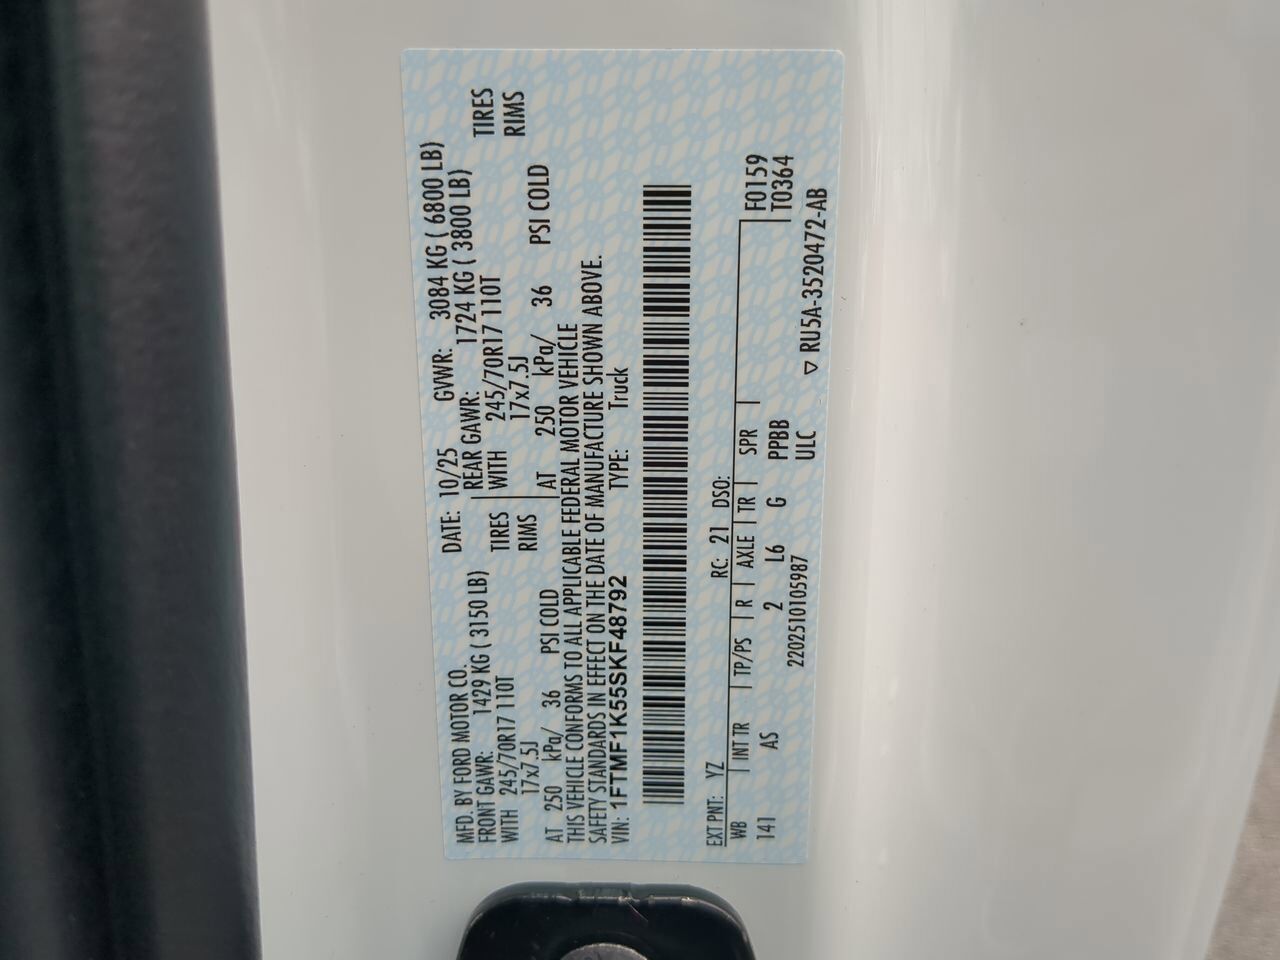 MFD. BY FORD MOTOR CO. DATE: 10/25 GVWR: 3084 KG ( 6800 LB)
FRONT GAWR: 1429 KG ( 3150 LB) REAR GAWR: 1724 KG ( 3800 LB)
WITH 245/70R17 110T TIRES WITH 245/70R17 110T TIRES
17x7.5J RIMS 17x7.5J RIMS
AT 250 kPa/ 36 PSI COLD AT 250 kPa/ 36 PSI COLD
THIS VEHICLE CONFORMS TO ALL APPLICABLE FEDERAL MOTOR VEHICLE
SAFETY STANDARDS IN EFFECT ON THE DATE OF MANUFACTURE SHOWN ABOVE.
VIN: 1FTMF1K55SKF48792 TYPE: Truck
EXT PNT: YZ RC: 21 DSO:
WB INT TR TP/PS R AXLE TR SPR F0159
141 AS 2 L6 G PPBB T0364
2202510105987 ULC ▽ RU5A-3520472-AB